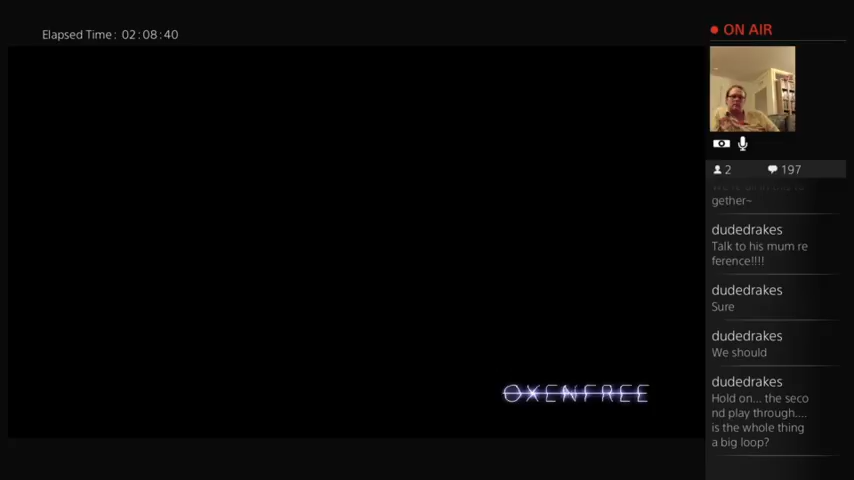 Elapsed Time: 02:08:40
ON AIR
2 197
gether~
dudedrakes
Talk to his mum re
ference!!!!
dudedrakes
Sure
dudedrakes
We should
dudedrakes
Hold on... the seco
nd play through....
is the whole thing
a big loop?
OXENFREE